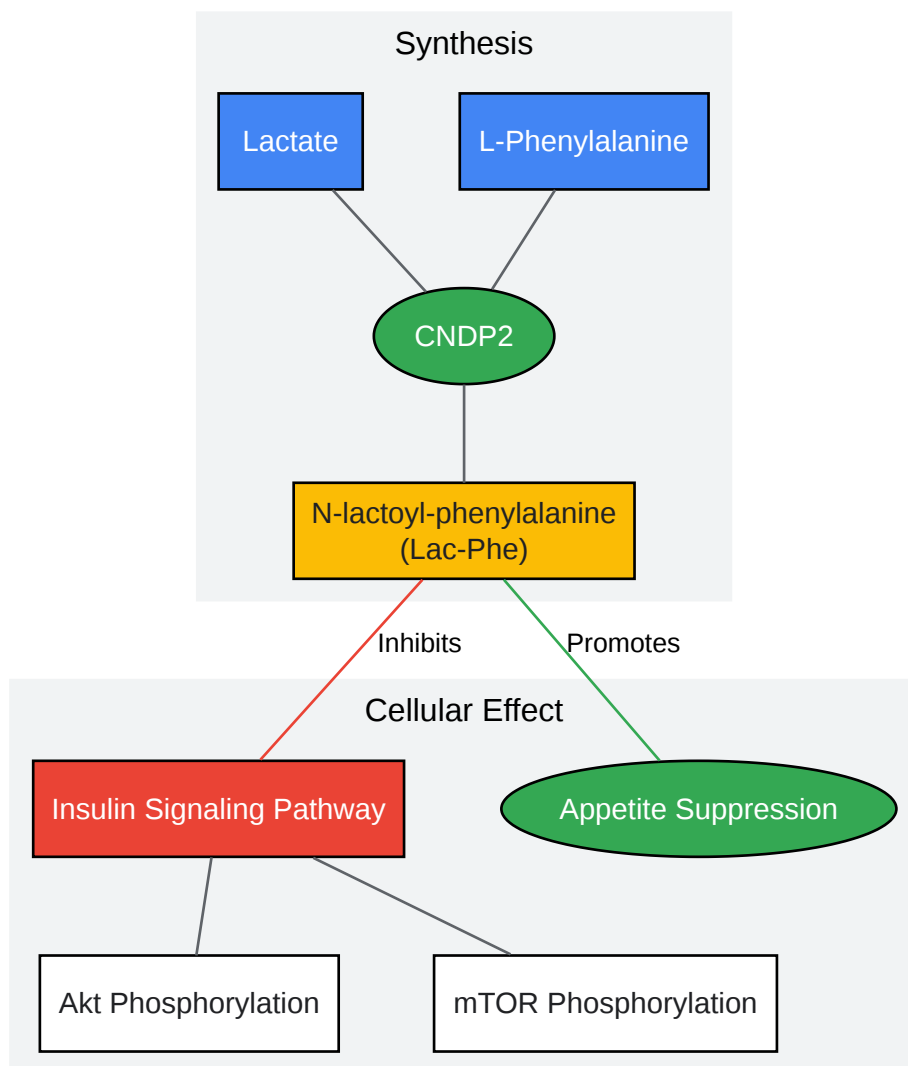 Synthesis
Lactate
L-Phenylalanine
CNDP2
N-lactoyl-phenylalanine
(Lac-Phe)
Inhibits
Promotes
Cellular Effect
Insulin Signaling Pathway
Appetite Suppression
Akt Phosphorylation
mTOR Phosphorylation